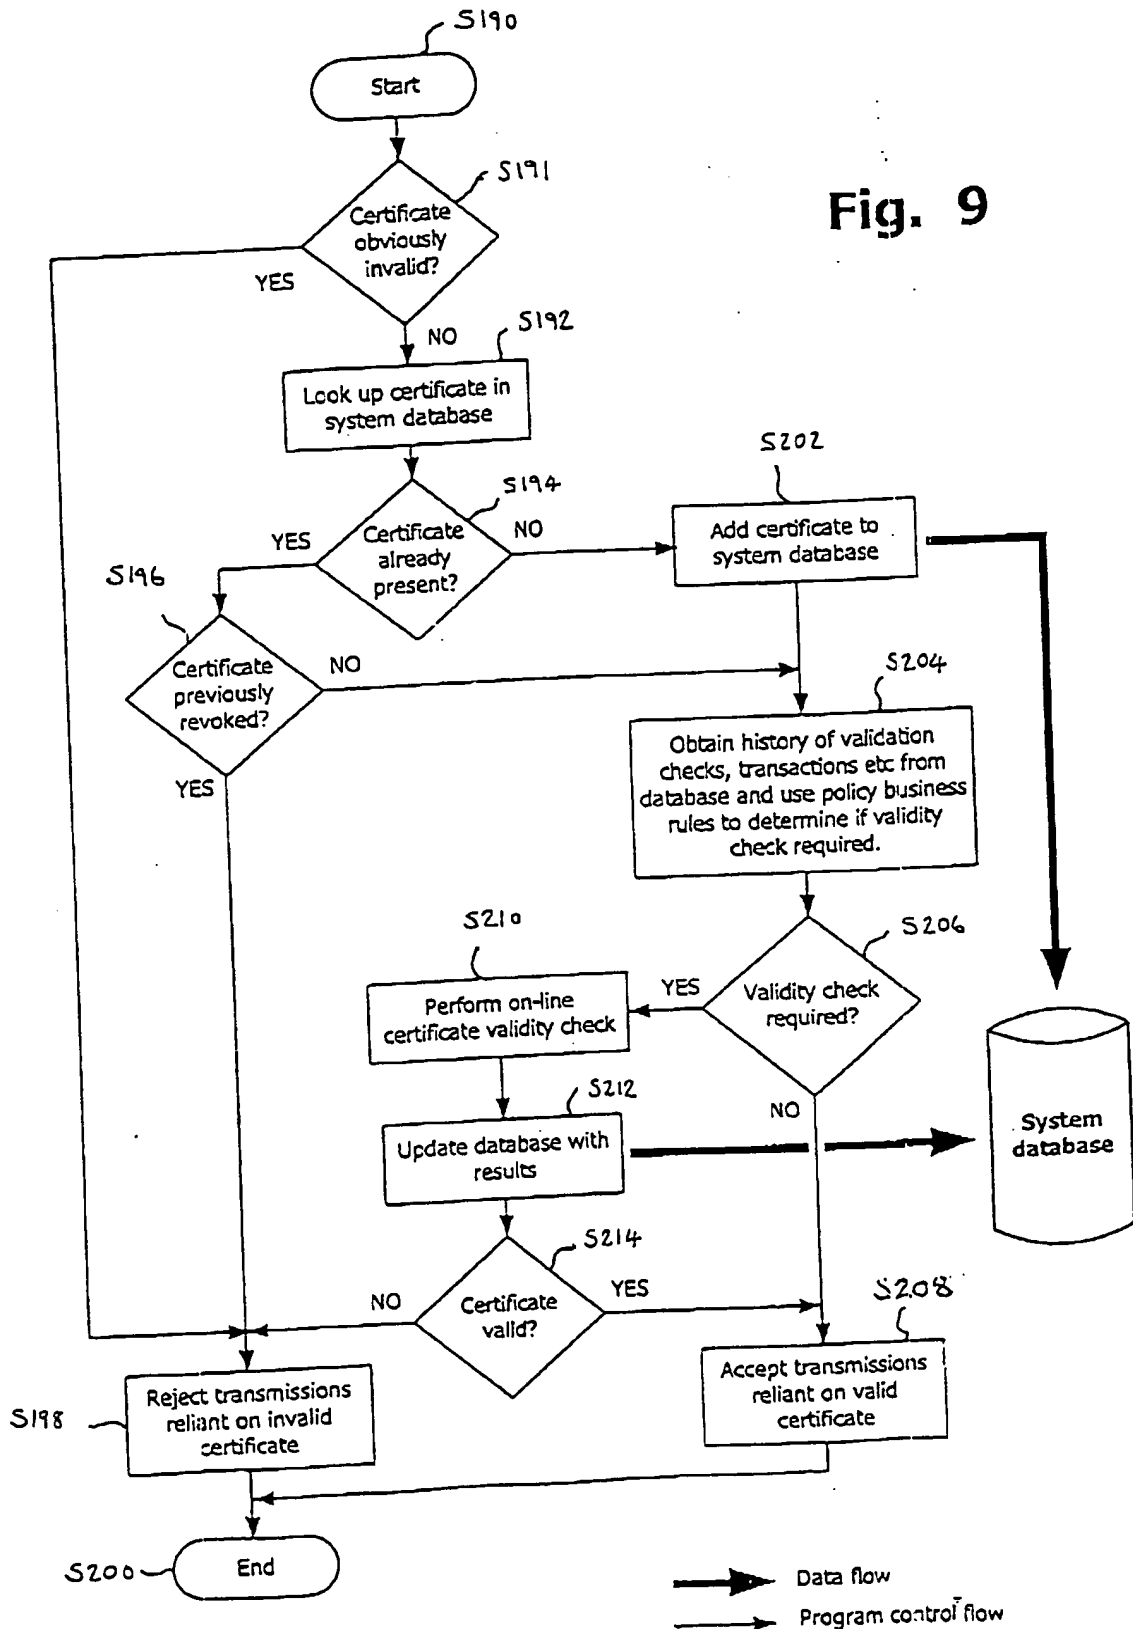 S190
Start
S191
Fig. 9
Certificate
obviously
invalid?
YES
NO
S192
Look up certificate in
system database
S202
S194
Certificate
already
present?
YES
NO
Add certificate to
system database
S196
Certificate
previously
revoked?
NO
YES
S204
Obtain history of validation
checks, transactions etc from
database and use policy business
rules to determine if validity
check required.
S210
S206
Perform on-line
certificate validity check
YES
Validity check
required?
NO
S212
Update database with
results
System
database
S214
NO
Certificate
valid?
YES
S208
Accept transmissions
reliant on valid
certificate
S198
Reject transmissions
reliant on invalid
certificate
S200
End
Data flow
Program control flow